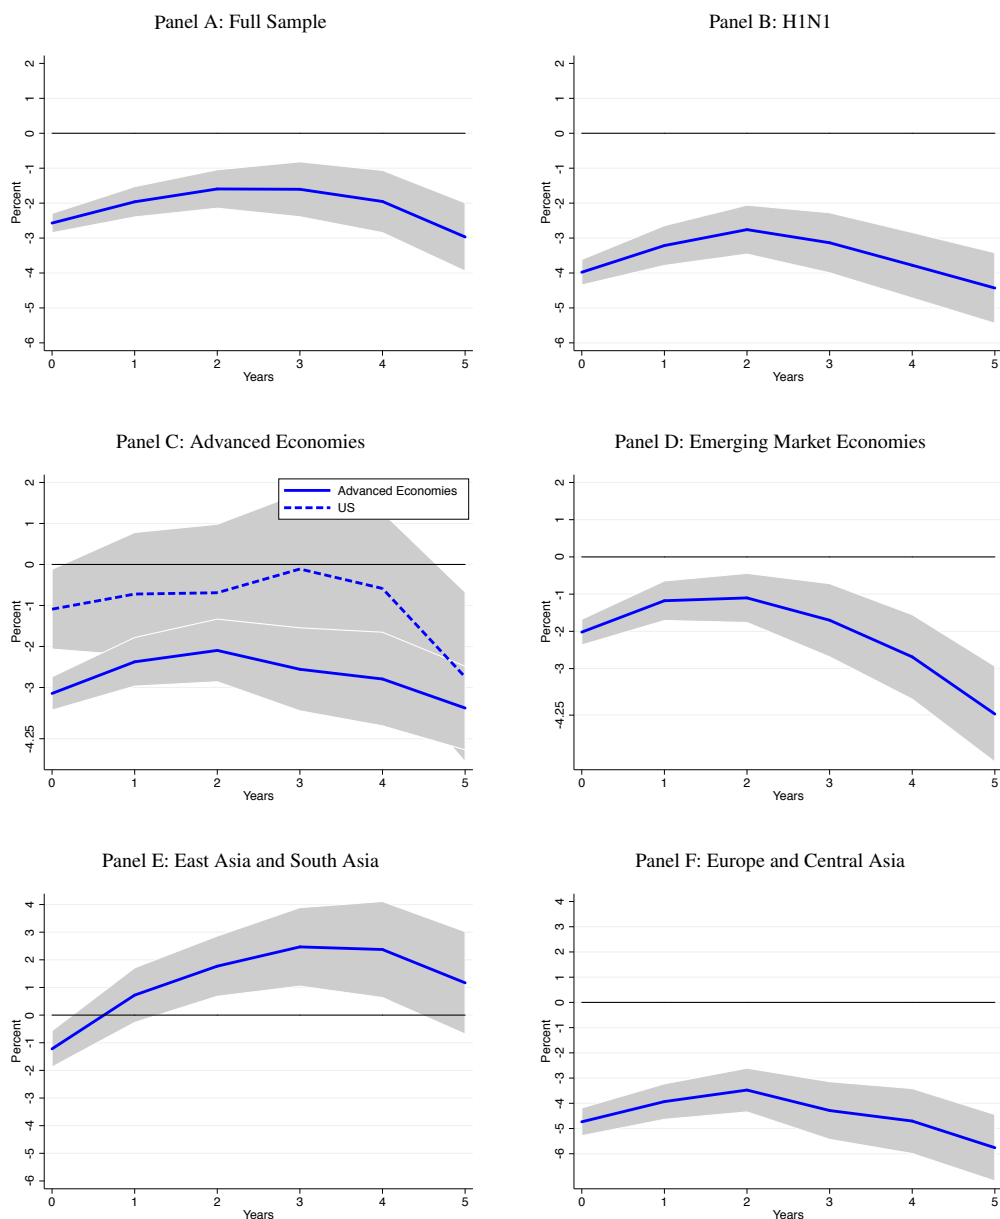 Panel A: Full Sample
2
1
0
-1
-2
-3
-4
-5
-6
Percent
0 1 2 3 4 5
Years
Panel B: H1N1
2
1
0
-1
-2
-3
-4
-5
-6
Percent
0 1 2 3 4 5
Years
Panel C: Advanced Economies
Advanced Economies
US
2
1
0
-1
-2
-3
-4.25
Percent
0 1 2 3 4 5
Years
Panel D: Emerging Market Economies
2
1
0
-1
-2
-3
-4.25
Percent
0 1 2 3 4 5
Years
Panel E: East Asia and South Asia
4
3
2
1
0
-1
-2
-3
-4
-5
-6
Percent
0 1 2 3 4 5
Years
Panel F: Europe and Central Asia
4
3
2
1
0
-1
-2
-3
-4
-5
-6
Percent
0 1 2 3 4 5
Years